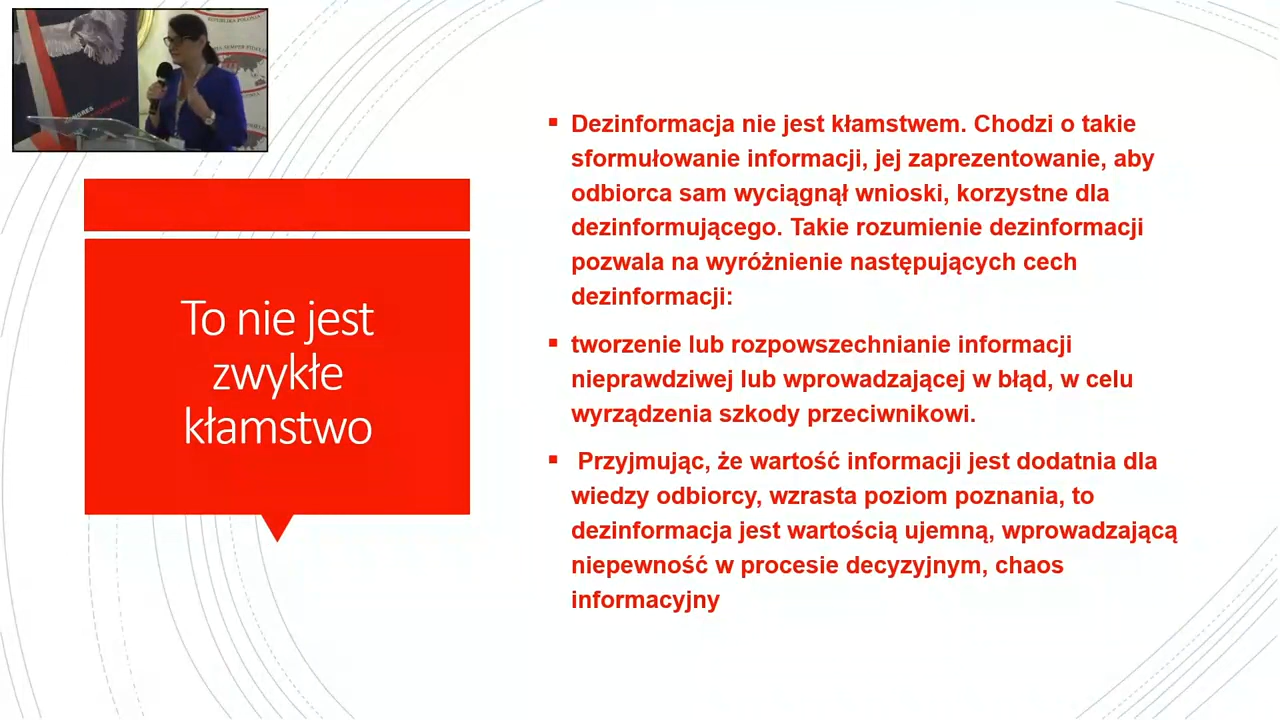 REPUBLIKA POLONIA
To nie jest
zwykłe
kłamstwo
▪ Dezinformacja nie jest kłamstwem. Chodzi o takie
sformułowanie informacji, jej zaprezentowanie, aby
odbiorca sam wyciągnął wnioski, korzystne dla
dezinformującego. Takie rozumienie dezinformacji
pozwala na wyróżnienie następujących cech
dezinformacji:
▪ tworzenie lub rozpowszechnianie informacji
nieprawdziwej lub wprowadzającej w błąd, w celu
wyrządzenia szkody przeciwnikowi.
▪ Przyjmując, że wartość informacji jest dodatnia dla
wiedzy odbiorcy, wzrasta poziom poznania, to
dezinformacja jest wartością ujemną, wprowadzającą
niepewność w procesie decyzyjnym, chaos
informacyjny